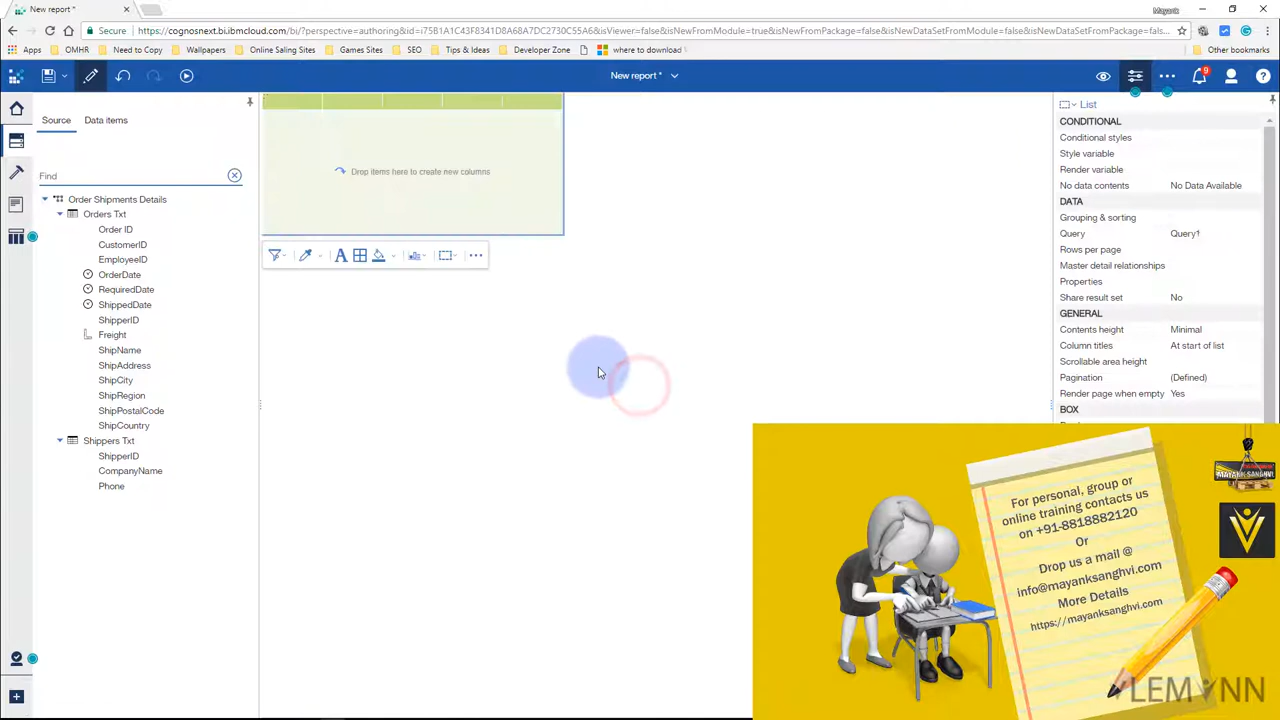 New report *
Mayank
Secure
https://cognosnext.bi.ibmcloud.com/bi/?perspective=authoring&id=i75B1A1C43F8341D8A68A7D2C730C55A6&isViewer=false&isNewFromModule=true&isNewFromPackage=false&isNewDataSetFromModule=false&isNewDataSetFromPackage=fa...
Apps
OMHR
Need to Copy
Wallpapers
Online Saling Sites
Games Sites
SEO
Tips & Ideas
Developer Zone
where to download
Other bookmarks
New report *
9
Source
Data items
Find
Order Shipments Details
Orders Txt
Order ID
CustomerID
EmployeeID
OrderDate
RequiredDate
ShippedDate
ShipperID
Freight
ShipName
ShipAddress
ShipCity
ShipRegion
ShipPostalCode
ShipCountry
Shippers Txt
ShipperID
CompanyName
Phone
Drop items here to create new columns
List
CONDITIONAL
Conditional styles
Style variable
Render variable
No data contents No Data Available
DATA
Grouping & sorting
Query Query1
Rows per page
Master detail relationships
Properties
Share result set No
GENERAL
Contents height Minimal
Column titles At start of list
Scrollable area height
Pagination (Defined)
Render page when empty Yes
BOX
For personal, group or
online training contacts us
on +91-8818882120
Or
Drop us a mail @
info@mayanksanghvi.com
More Details
https://mayanksanghvi.com
MAYANK SANGHVI